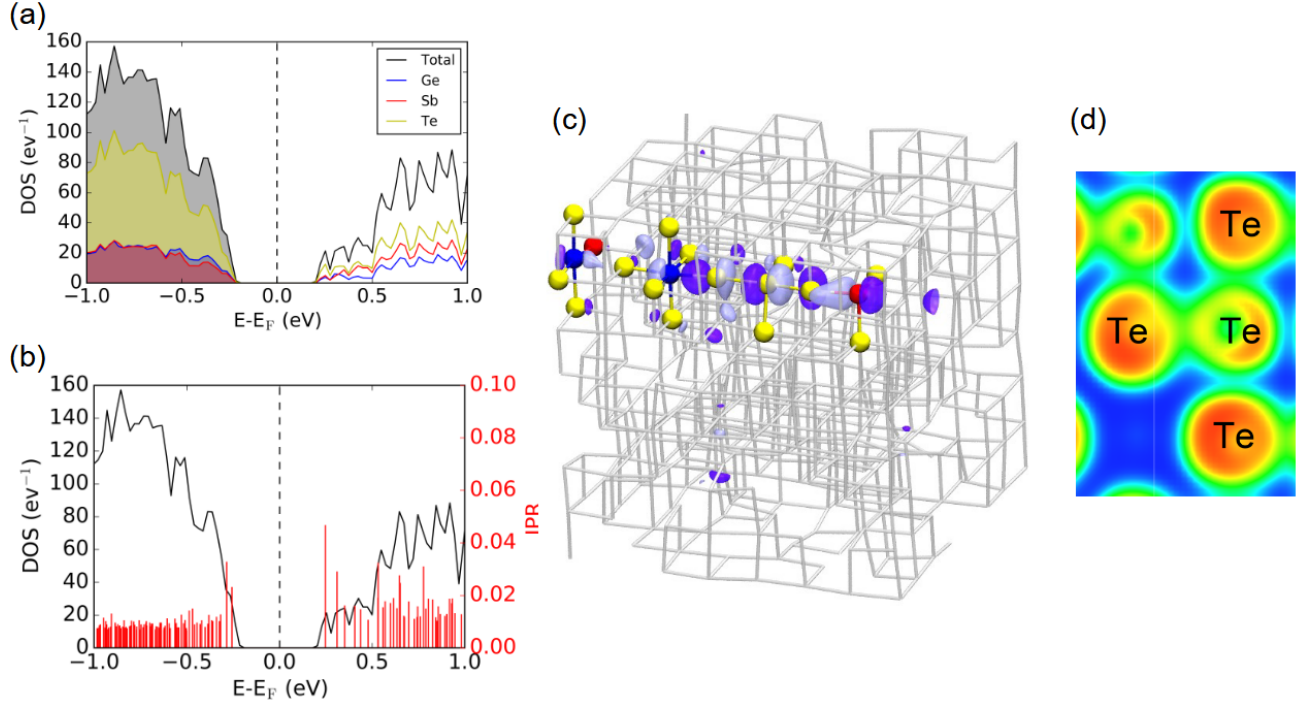 (a)
160
140
120
100
80
60
40
20
0
DOS (ev⁻¹)
Total
Ge
Sb
Te
−1.0 −0.5 0.0 0.5 1.0
E-E_F (eV)
(b)
160
140
120
100
80
60
40
20
0
DOS (ev⁻¹)
0.10
0.08
0.06
0.04
0.02
0.00
IPR
−1.0 −0.5 0.0 0.5 1.0
E-E_F (eV)
(c)
(d)
Te
Te Te
Te